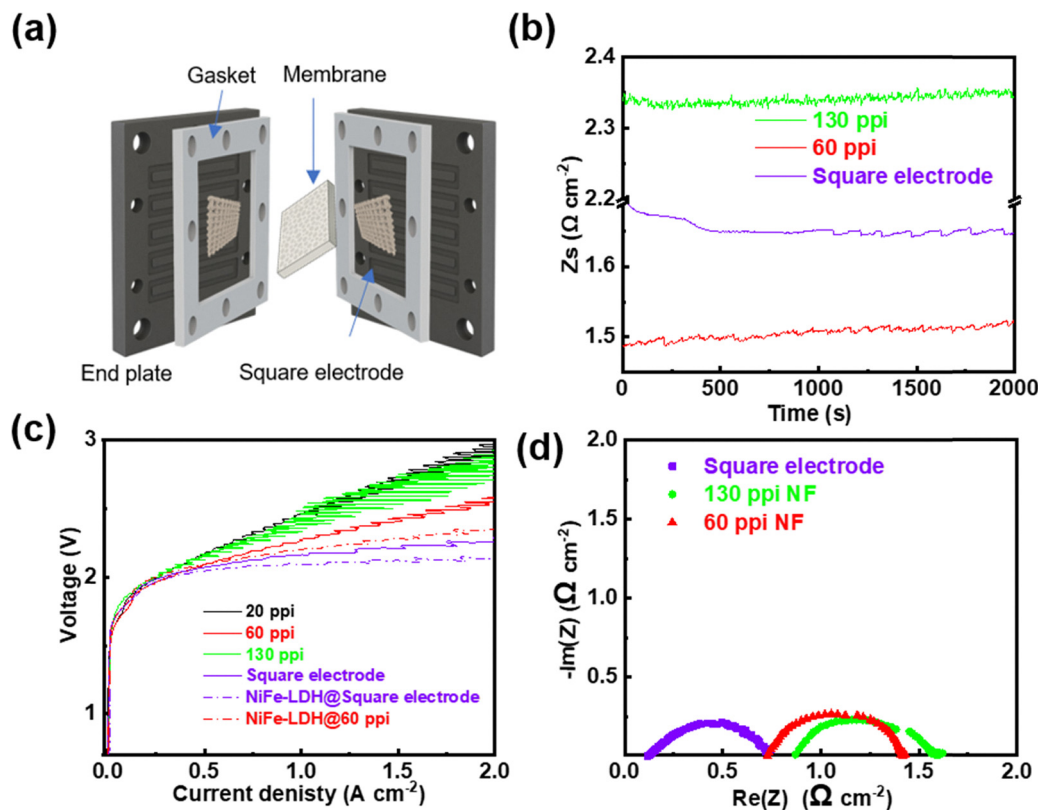 (a)
Gasket
Membrane
End plate
Square electrode
(b)
2.4
2.3
2.2
1.6
1.5
Zs (Ω cm⁻²)
130 ppi
60 ppi
Square electrode
0 500 1000 1500 2000
Time (s)
(c)
3
2
1
Voltage (V)
20 ppi
60 ppi
130 ppi
Square electrode
NiFe-LDH@Square electrode
NiFe-LDH@60 ppi
0.0 0.5 1.0 1.5 2.0
Current denisty (A cm⁻²)
(d)
2.0
1.5
1.0
0.5
-Im(Z) (Ω cm⁻²)
Square electrode
130 ppi NF
60 ppi NF
0.0 0.5 1.0 1.5 2.0
Re(Z) (Ω cm⁻²)